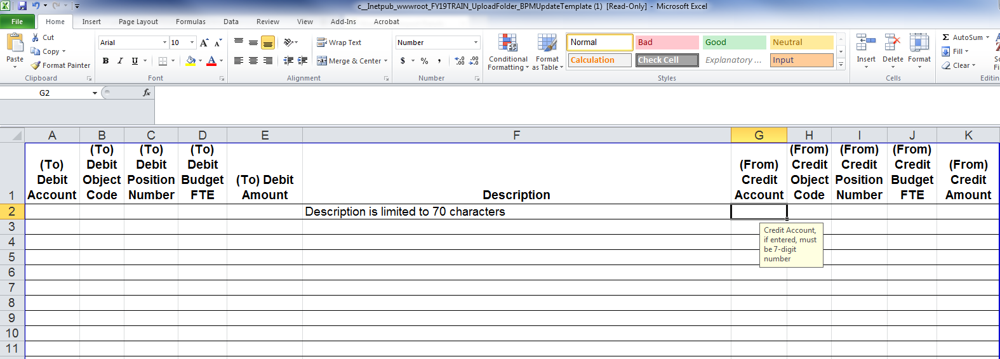 c__Inetpub_wwwroot_FY19TRAIN_UploadFolder_BPMUpdateTemplate (1) [Read-Only] - Microsoft Excel
File Home Insert Page Layout Formulas Data Review View Add-Ins Acrobat
Paste
Cut
Copy
Format Painter
Clipboard
Arial 10
B I U
Font
Wrap Text
Merge & Center
Alignment
Number
$ % ,
Number
Conditional Formatting
Format as Table
Normal Bad Good Neutral
Calculation Check Cell Explanatory ... Input
Styles
Insert Delete Format
Cells
Σ AutoSum
Fill
Clear
Editin
G2 fx
A B C D E F G H I J K
1
(To) Debit Account
(To) Debit Object Code
(To) Debit Position Number
(To) Debit Budget FTE
(To) Debit Amount
Description
(From) Credit Account
(From) Credit Object Code
(From) Credit Position Number
(From) Credit Budget FTE
(From) Credit Amount
2 Description is limited to 70 characters
Credit Account,
if entered, must
be 7-digit
number
3
4
5
6
7
8
9
10
11